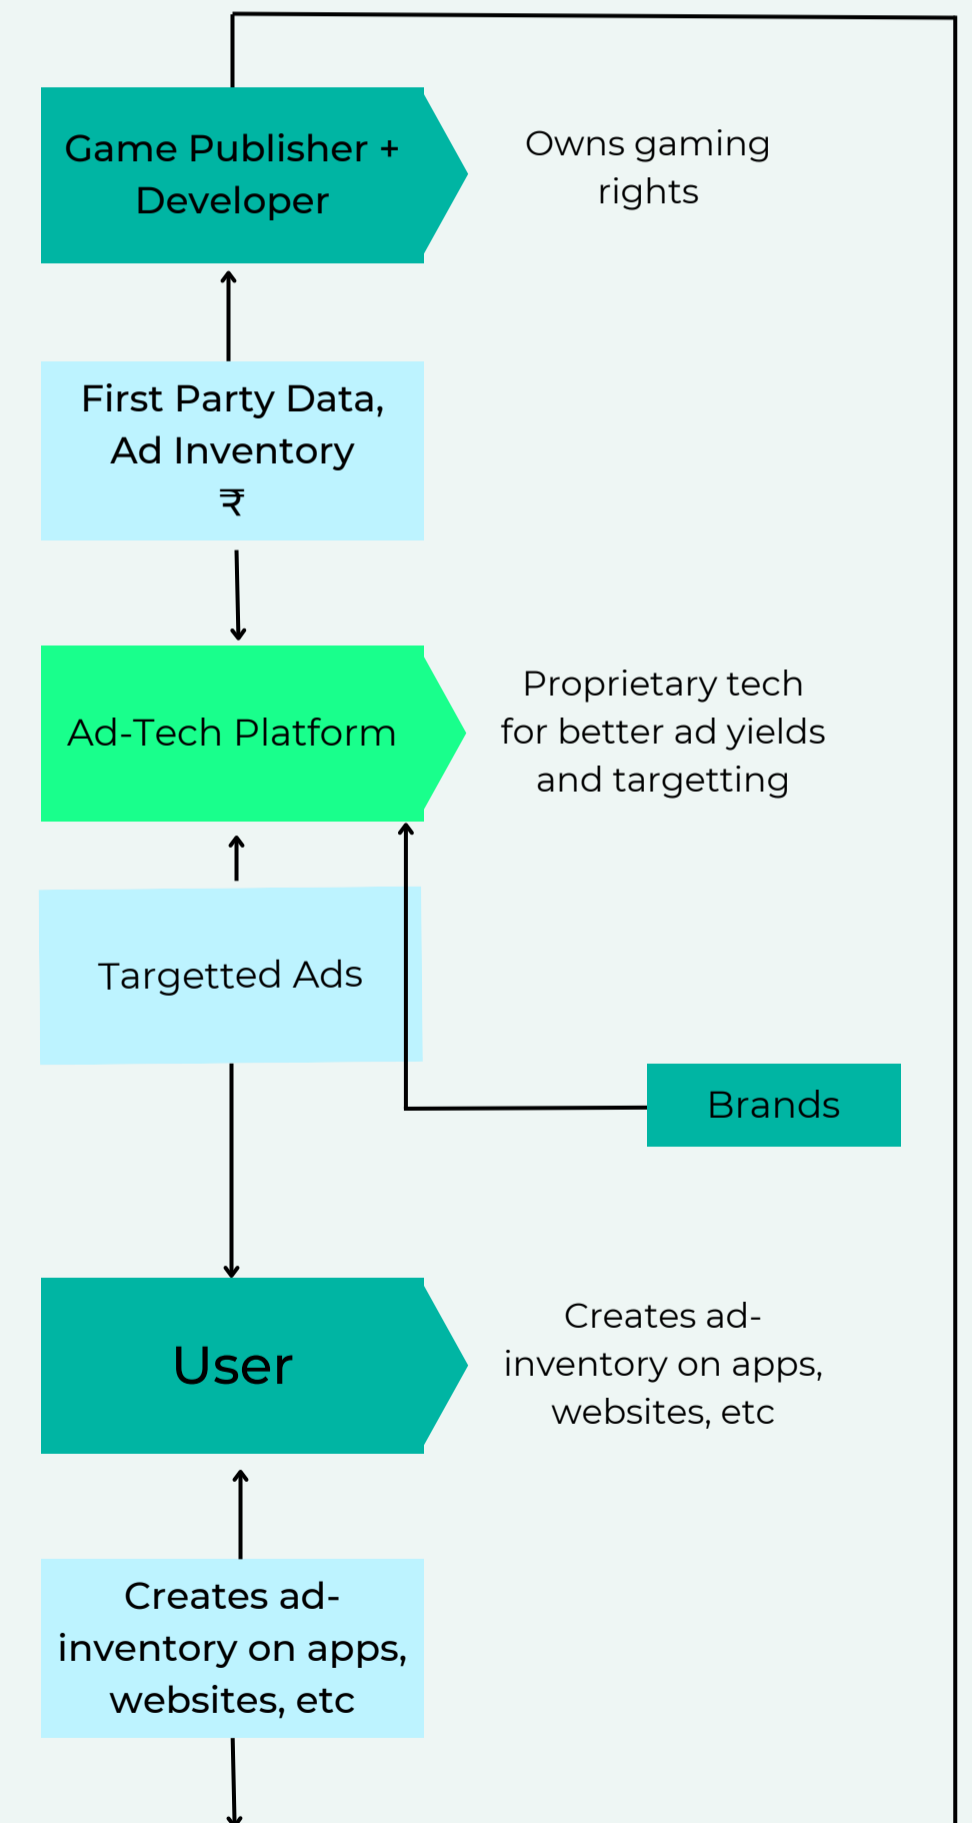 Game Publisher +
Developer
Owns gaming
rights
First Party Data,
Ad Inventory
₹
Ad-Tech Platform
Proprietary tech
for better ad yields
and targetting
Targetted Ads
Brands
User
Creates ad-
inventory on apps,
websites, etc
Creates ad-
inventory on apps,
websites, etc